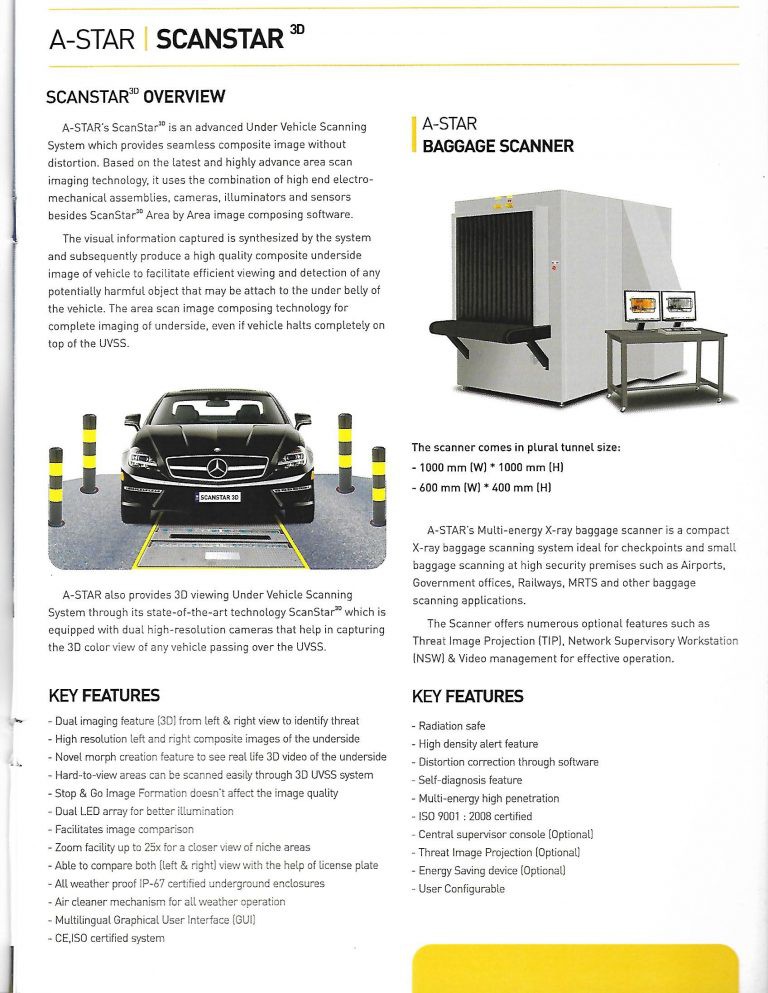 A-STAR | SCANSTAR 3D
SCANSTAR3D OVERVIEW
A-STAR's ScanStar3D is an advanced Under Vehicle Scanning
System which provides seamless composite image without
distortion. Based on the latest and highly advance area scan
imaging technology, it uses the combination of high end electro-
mechanical assemblies, cameras, illuminators and sensors
besides ScanStar3D Area by Area image composing software.
The visual information captured is synthesized by the system
and subsequently produce a high quality composite underside
image of vehicle to facilitate efficient viewing and detection of any
potentially harmful object that may be attach to the under belly of
the vehicle. The area scan image composing technology for
complete imaging of underside, even if vehicle halts completely on
top of the UVSS.
SCANSTAR 3D
A-STAR also provides 3D viewing Under Vehicle Scanning
System through its state-of-the-art technology ScanStar3D which is
equipped with dual high-resolution cameras that help in capturing
the 3D color view of any vehicle passing over the UVSS.
KEY FEATURES
- Dual imaging feature (3D) from left & right view to identify threat
- High resolution left and right composite images of the underside
- Novel morph creation feature to see real life 3D video of the underside
- Hard-to-view areas can be scanned easily through 3D UVSS system
- Stop & Go Image Formation doesn't affect the image quality
- Dual LED array for better illumination
- Facilitates image comparison
- Zoom facility up to 25x for a closer view of niche areas
- Able to compare both (left & right) view with the help of license plate
- All weather proof IP-67 certified underground enclosures
- Air cleaner mechanism for all weather operation
- Multilingual Graphical User Interface (GUI)
- CE,ISO certified system
A-STAR
BAGGAGE SCANNER
The scanner comes in plural tunnel size:
- 1000 mm (W) * 1000 mm (H)
- 600 mm (W) * 400 mm (H)
A-STAR's Multi-energy X-ray baggage scanner is a compact
X-ray baggage scanning system ideal for checkpoints and small
baggage scanning at high security premises such as Airports,
Government offices, Railways, MRTS and other baggage
scanning applications.
The Scanner offers numerous optional features such as
Threat Image Projection (TIP), Network Supervisory Workstation
(NSW) & Video management for effective operation.
KEY FEATURES
- Radiation safe
- High density alert feature
- Distortion correction through software
- Self-diagnosis feature
- Multi-energy high penetration
- ISO 9001 : 2008 certified
- Central supervisor console (Optional)
- Threat Image Projection (Optional)
- Energy Saving device (Optional)
- User Configurable